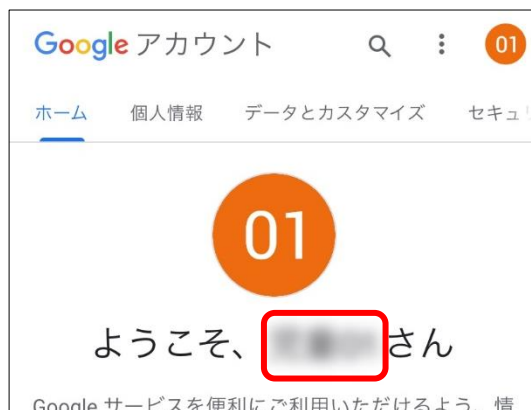 Google アカウント 01
ホーム 個人情報 データとカスタマイズ セキュリ
01
ようこそ、 さん
Google サービスを便利にご利用いただけるよう、情